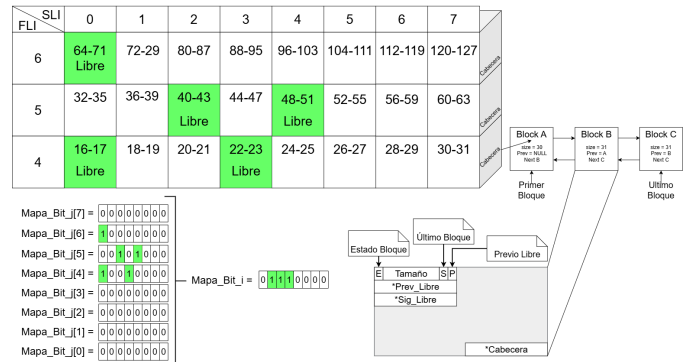 SLI
FLI
0 1 2 3 4 5 6 7
6
64-71 72-29 80-87 88-95 96-103 104-111 112-119 120-127
Libre
Cabecera
5
32-35 36-39 40-43 44-47 48-51 52-55 56-59 60-63
Libre Libre
Cabecera
4
16-17 18-19 20-21 22-23 24-25 26-27 28-29 30-31
Libre Libre
Cabecera
Block A Block B Block C
size = 30 size = 31 size = 31
Prev = NULL Prev = A Prev = B
Next B Next C Next C
Primer Bloque
Ultimo Bloque
Mapa_Bit_j[7] = 0 0 0 0 0 0 0 0
Mapa_Bit_j[6] = 1 0 0 0 0 0 0 0
Mapa_Bit_j[5] = 0 0 1 0 1 0 0 0
Mapa_Bit_j[4] = 1 0 0 1 0 0 0 0
Mapa_Bit_j[3] = 0 0 0 0 0 0 0 0
Mapa_Bit_j[2] = 0 0 0 0 0 0 0 0
Mapa_Bit_j[1] = 0 0 0 0 0 0 0 0
Mapa_Bit_j[0] = 0 0 0 0 0 0 0 0
Mapa_Bit_i = 0 1 1 1 0 0 0 0
Estado Bloque
Último Bloque
Previo Libre
E Tamaño S P
*Prev_Libre
*Sig_Libre
*Cabecera